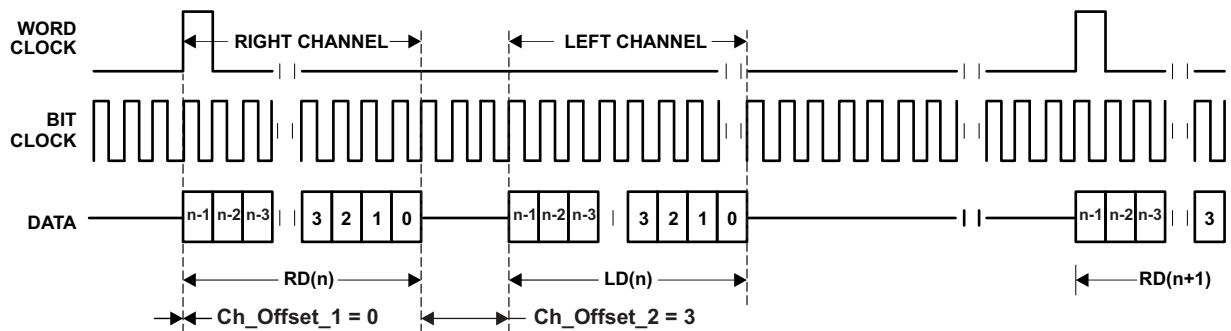 WORD
CLOCK
RIGHT CHANNEL
LEFT CHANNEL
BIT
CLOCK
DATA
n-1 n-2 n-3 3 2 1 0 n-1 n-2 n-3 3 2 1 0 n-1 n-2 n-3 3
RD(n) LD(n) RD(n+1)
Ch_Offset_1 = 0 Ch_Offset_2 = 3